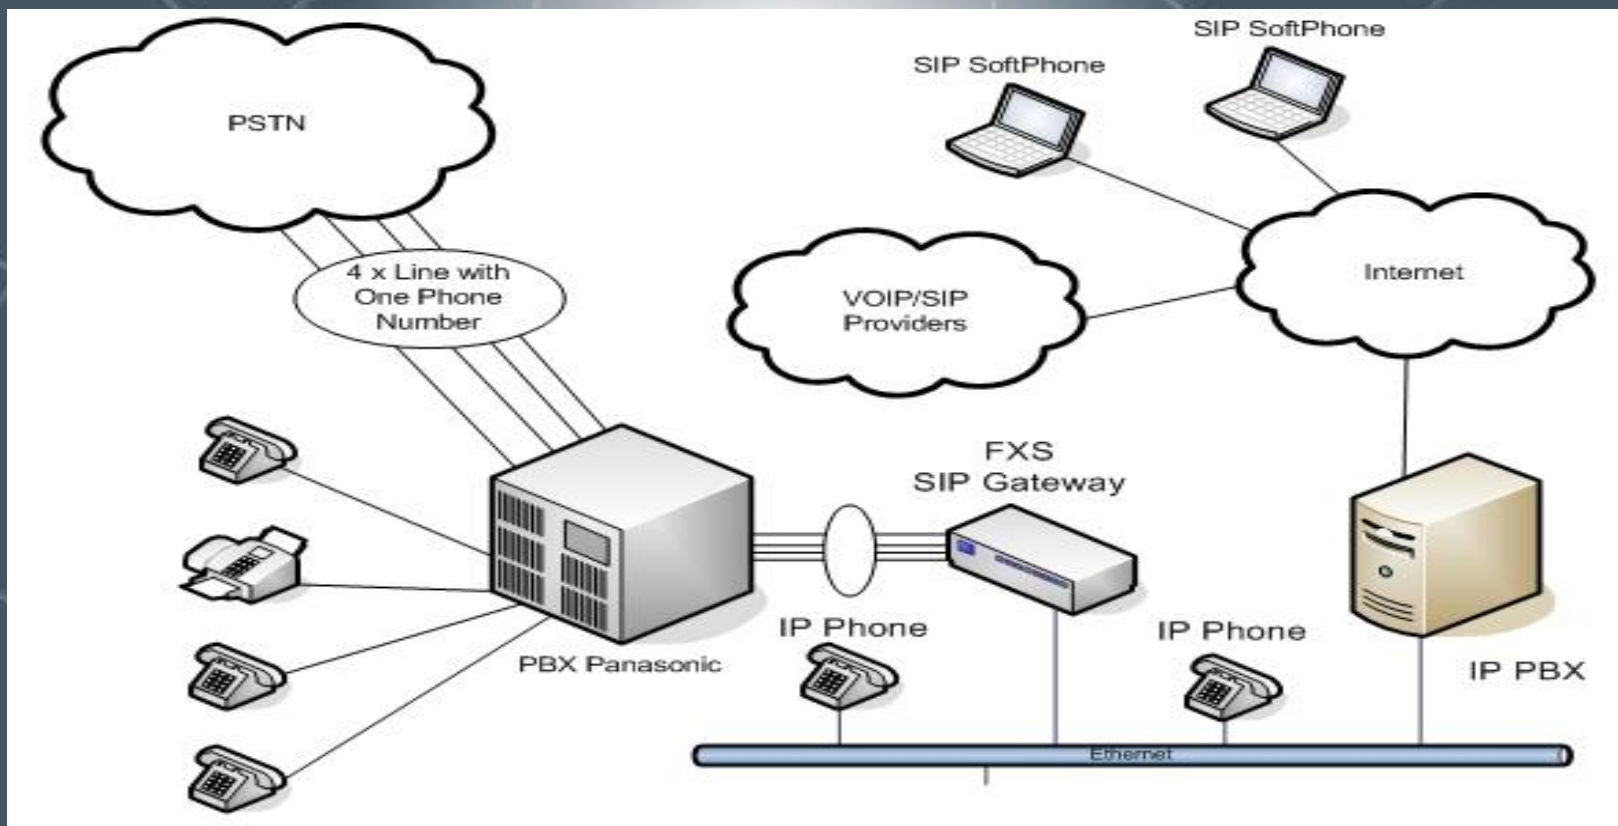 SIP SoftPhone
SIP SoftPhone
PSTN
4 x Line with
One Phone
Number
VOIP/SIP
Providers
Internet
FXS
SIP Gateway
IP Phone
IP Phone
PBX Panasonic
IP PBX
Ethernet